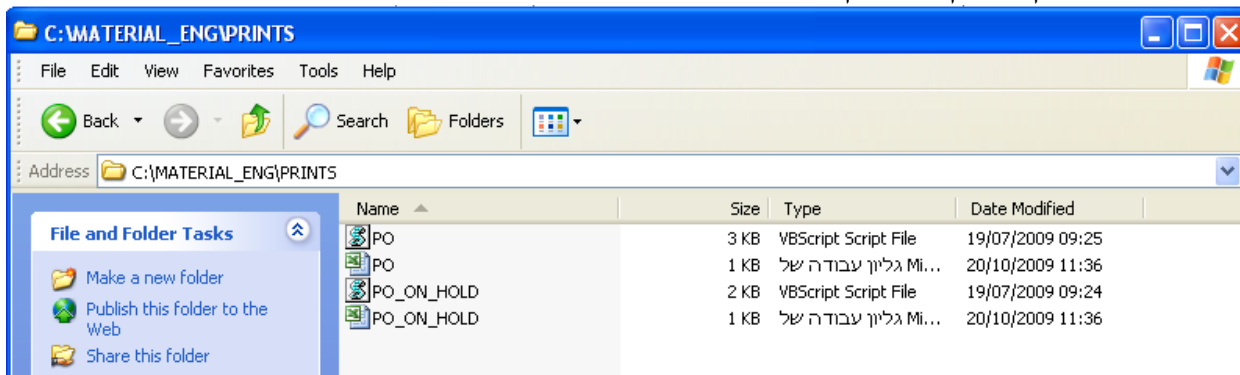 C:\MATERIAL_ENG\PRINTS
File Edit View Favorites Tools Help
Back Search Folders
Address C:\MATERIAL_ENG\PRINTS
Name Size Type Date Modified
File and Folder Tasks
Make a new folder
Publish this folder to the
Web
Share this folder
PO 3 KB VBScript Script File 19/07/2009 09:25
PO 1 KB גליון עבודה של Mi... 20/10/2009 11:36
PO_ON_HOLD 2 KB VBScript Script File 19/07/2009 09:24
PO_ON_HOLD 1 KB גליון עבודה של Mi... 20/10/2009 11:36